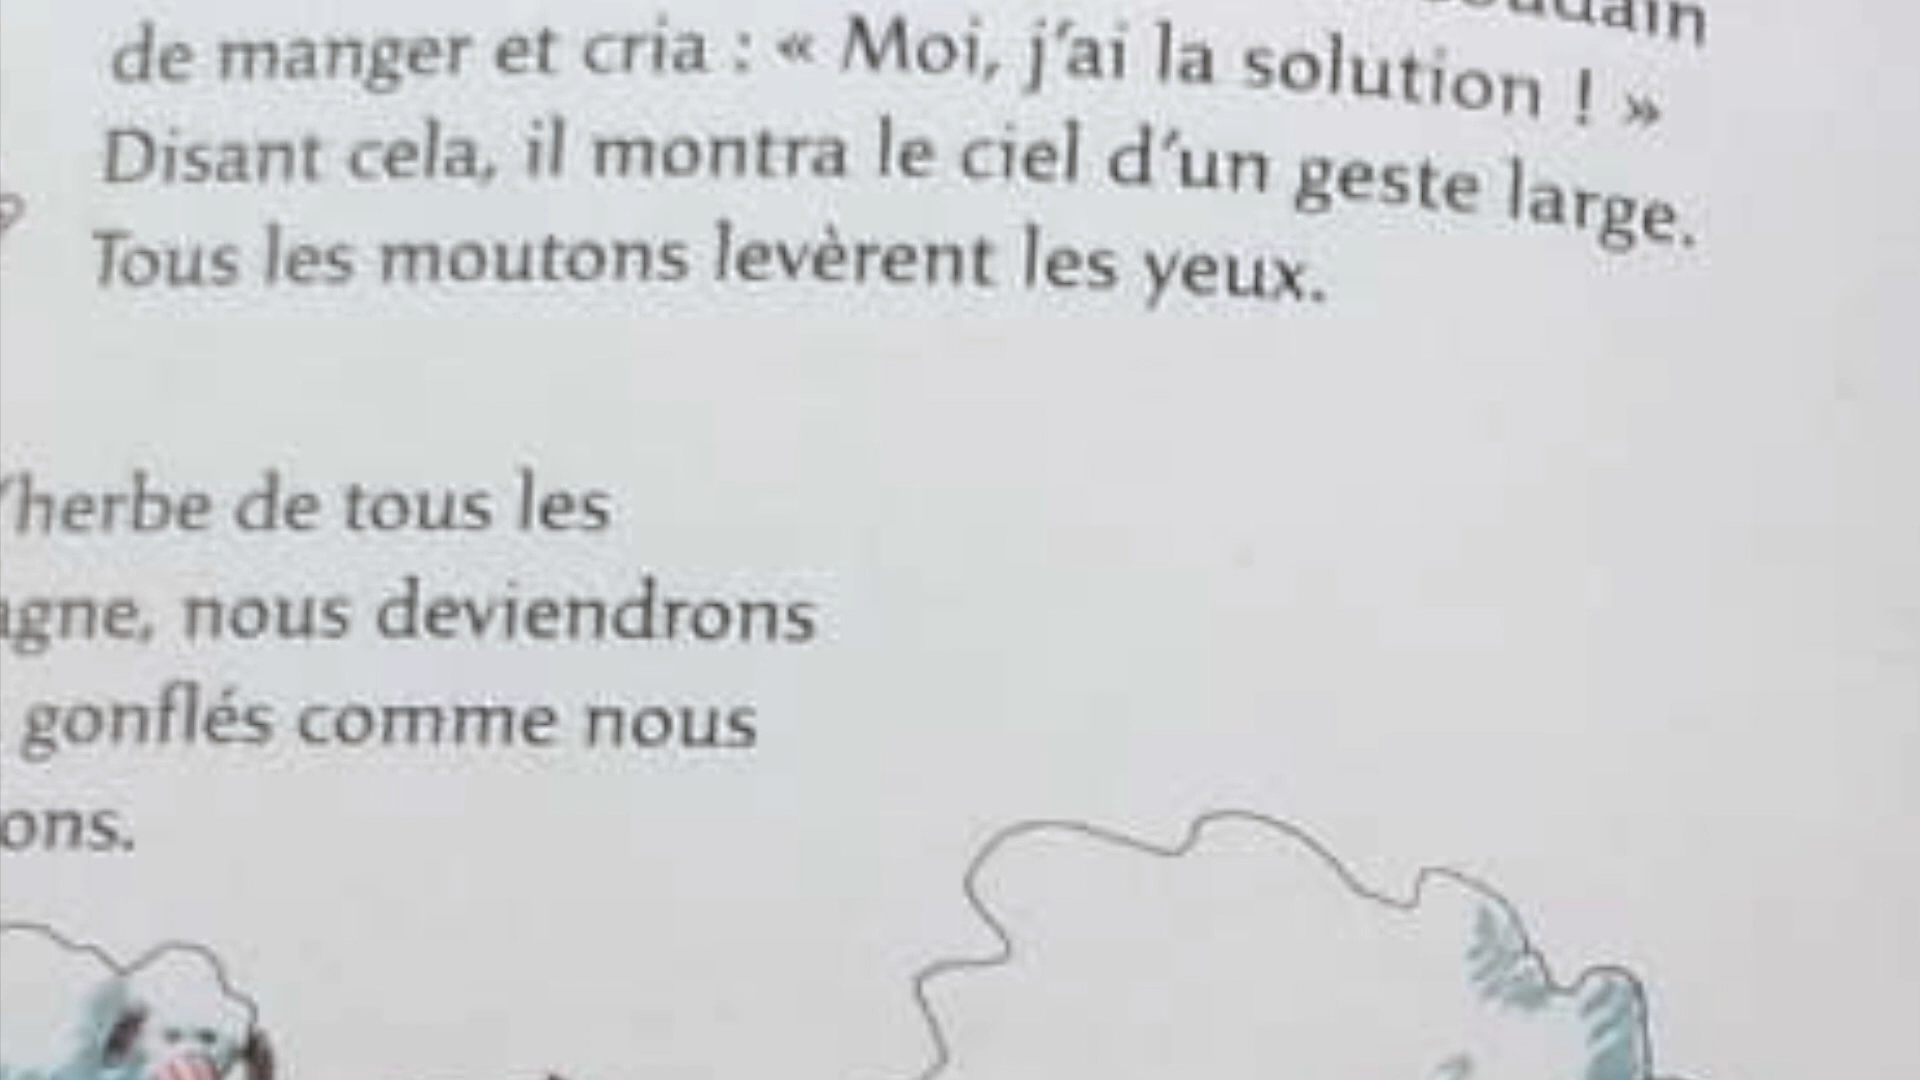 de manger et cria : « Moi, j'ai la solution ! »
Disant cela, il montra le ciel d'un geste large.
Tous les moutons levèrent les yeux.
'herbe de tous les
agne, nous deviendrons
gonflés comme nous
ons.